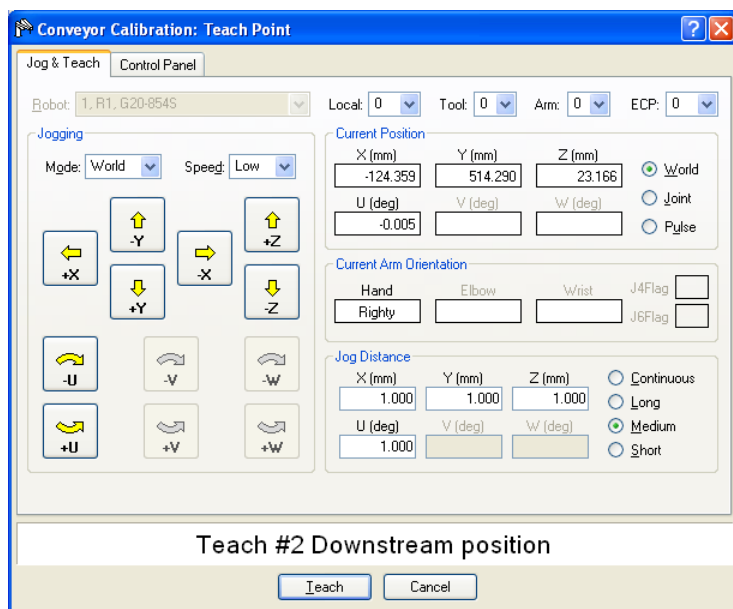 Conveyor Calibration: Teach Point
Jog & Teach Control Panel
Robot: 1, R1, G20-854S Local: 0 Tool: 0 Arm: 0 ECP: 0
Jogging
Mode: World Speed: Low
-Y
+Z
+X
-X
+Y
-Z
-U -V -W
+U +V +W
Current Position
X (mm) Y (mm) Z (mm)
-124.359 514.290 23.166
U (deg) V (deg) W (deg)
-0.005
World
Joint
Pulse
Current Arm Orientation
Hand Elbow Wrist
Righty
J4Flag
J6Flag
Jog Distance
X (mm) Y (mm) Z (mm)
1.000 1.000 1.000
U (deg) V (deg) W (deg)
1.000
Continuous
Long
Medium
Short
Teach #2 Downstream position
Teach Cancel